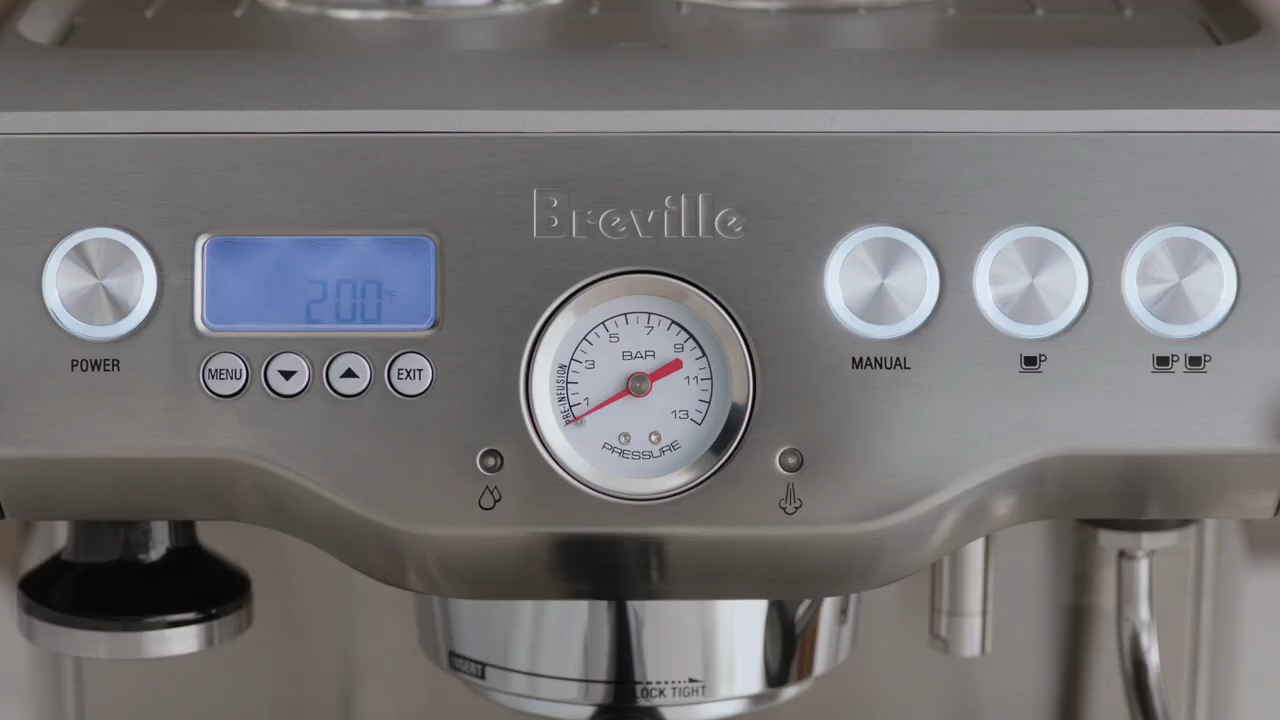 Breville
200°F
POWER
MENU
EXIT
MANUAL
BAR
1
3
5
7
9
11
13
PRE-INFUSION
PRESSURE
INSERT
LOCK TIGHT